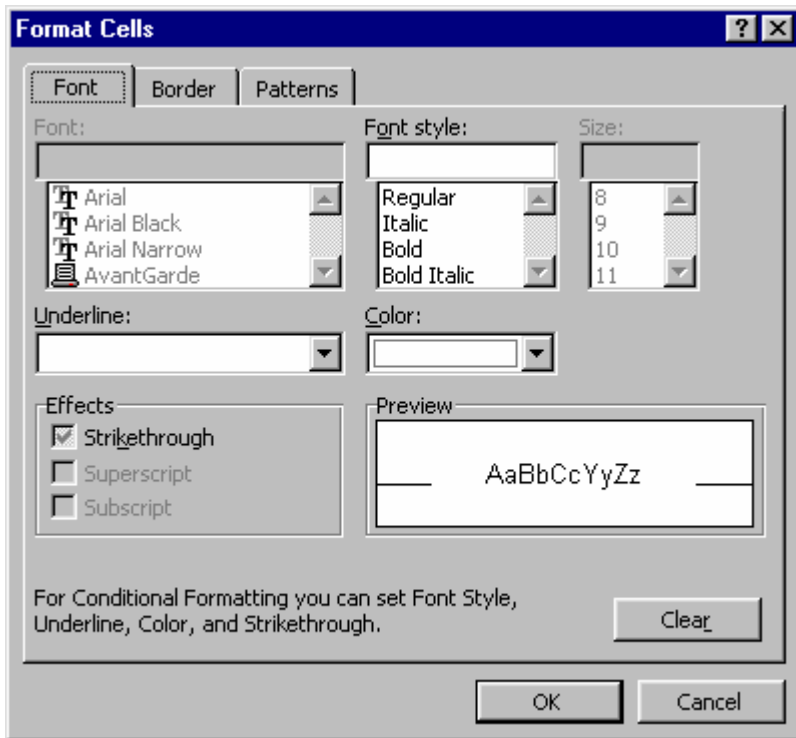 Format Cells
Font Border Patterns
Font: Font style: Size:
Arial Regular 8
Arial Black Italic 9
Arial Narrow Bold 10
AvantGarde Bold Italic 11
Underline: Color:
Effects Preview
Strikethrough
AaBbCcYyZz
Superscript
Subscript
For Conditional Formatting you can set Font Style,
Underline, Color, and Strikethrough.
Clear
OK Cancel